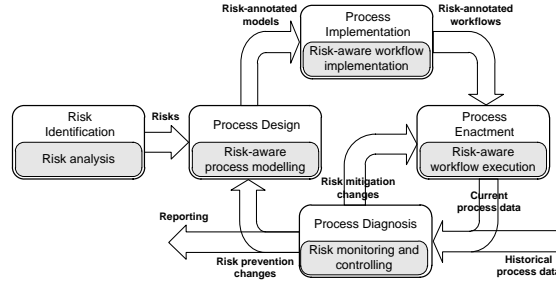 Risk-annotated
models
Process
Implementation
Risk-aware workflow
implementation
Risk-annotated
workflows
Risk
Identification
Risk analysis
Risks
Process Design
Risk-aware
process modelling
Process
Enactment
Risk-aware
workflow execution
Risk mitigation
changes
Current
process data
Reporting
Process Diagnosis
Risk monitoring and
controlling
Risk prevention
changes
Historical
process data